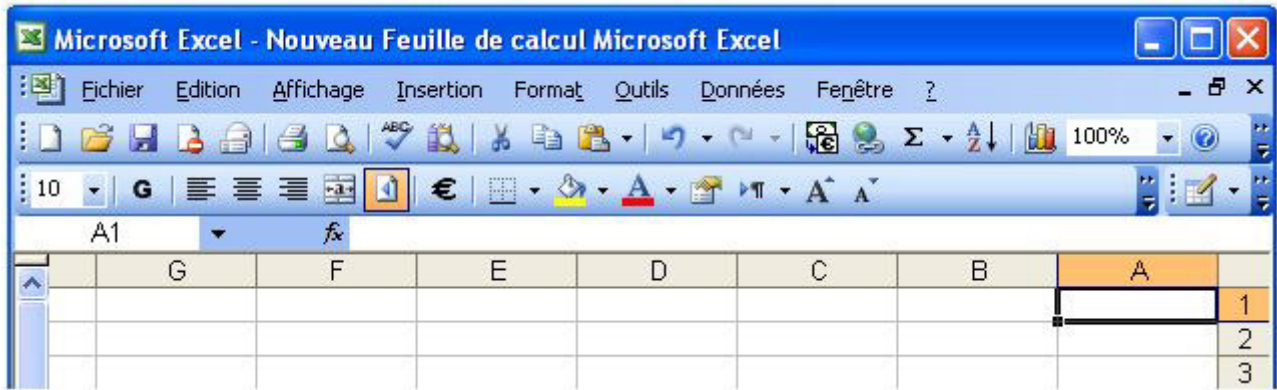 Microsoft Excel - Nouveau Feuille de calcul Microsoft Excel
Fichier Edition Affichage Insertion Format Outils Données Fenêtre ?
ABC Σ A Z 100% ?
10 G a € A ¶ A A
A1 fx
G F E D C B A
1
2
3